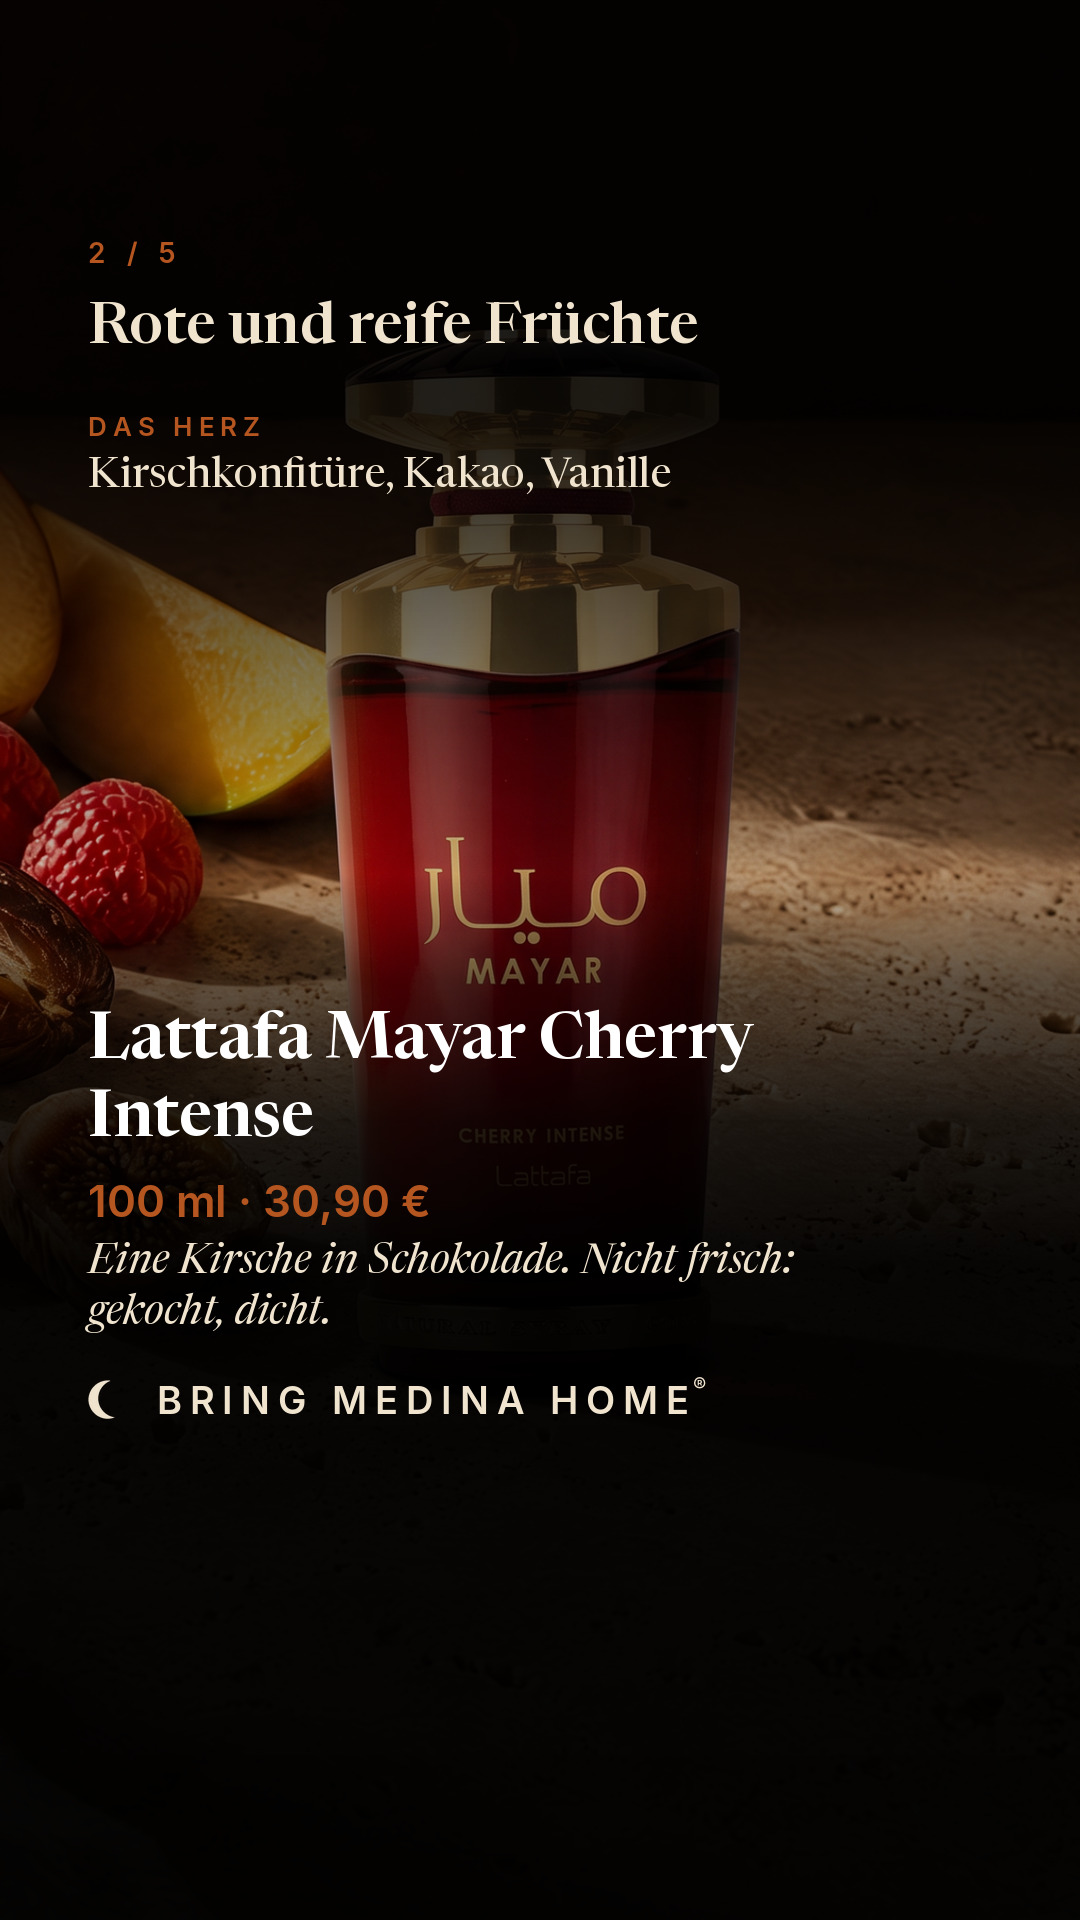 2 / 5
Rote und reife Früchte
DAS HERZ
Kirschkonfitüre, Kakao, Vanille
ميار
MAYAR
Lattafa Mayar Cherry
Intense
CHERRY INTENSE
Lattafa
100 ml · 30,90 €
Eine Kirsche in Schokolade. Nicht frisch:
gekocht, dicht.
BRING MEDINA HOME®